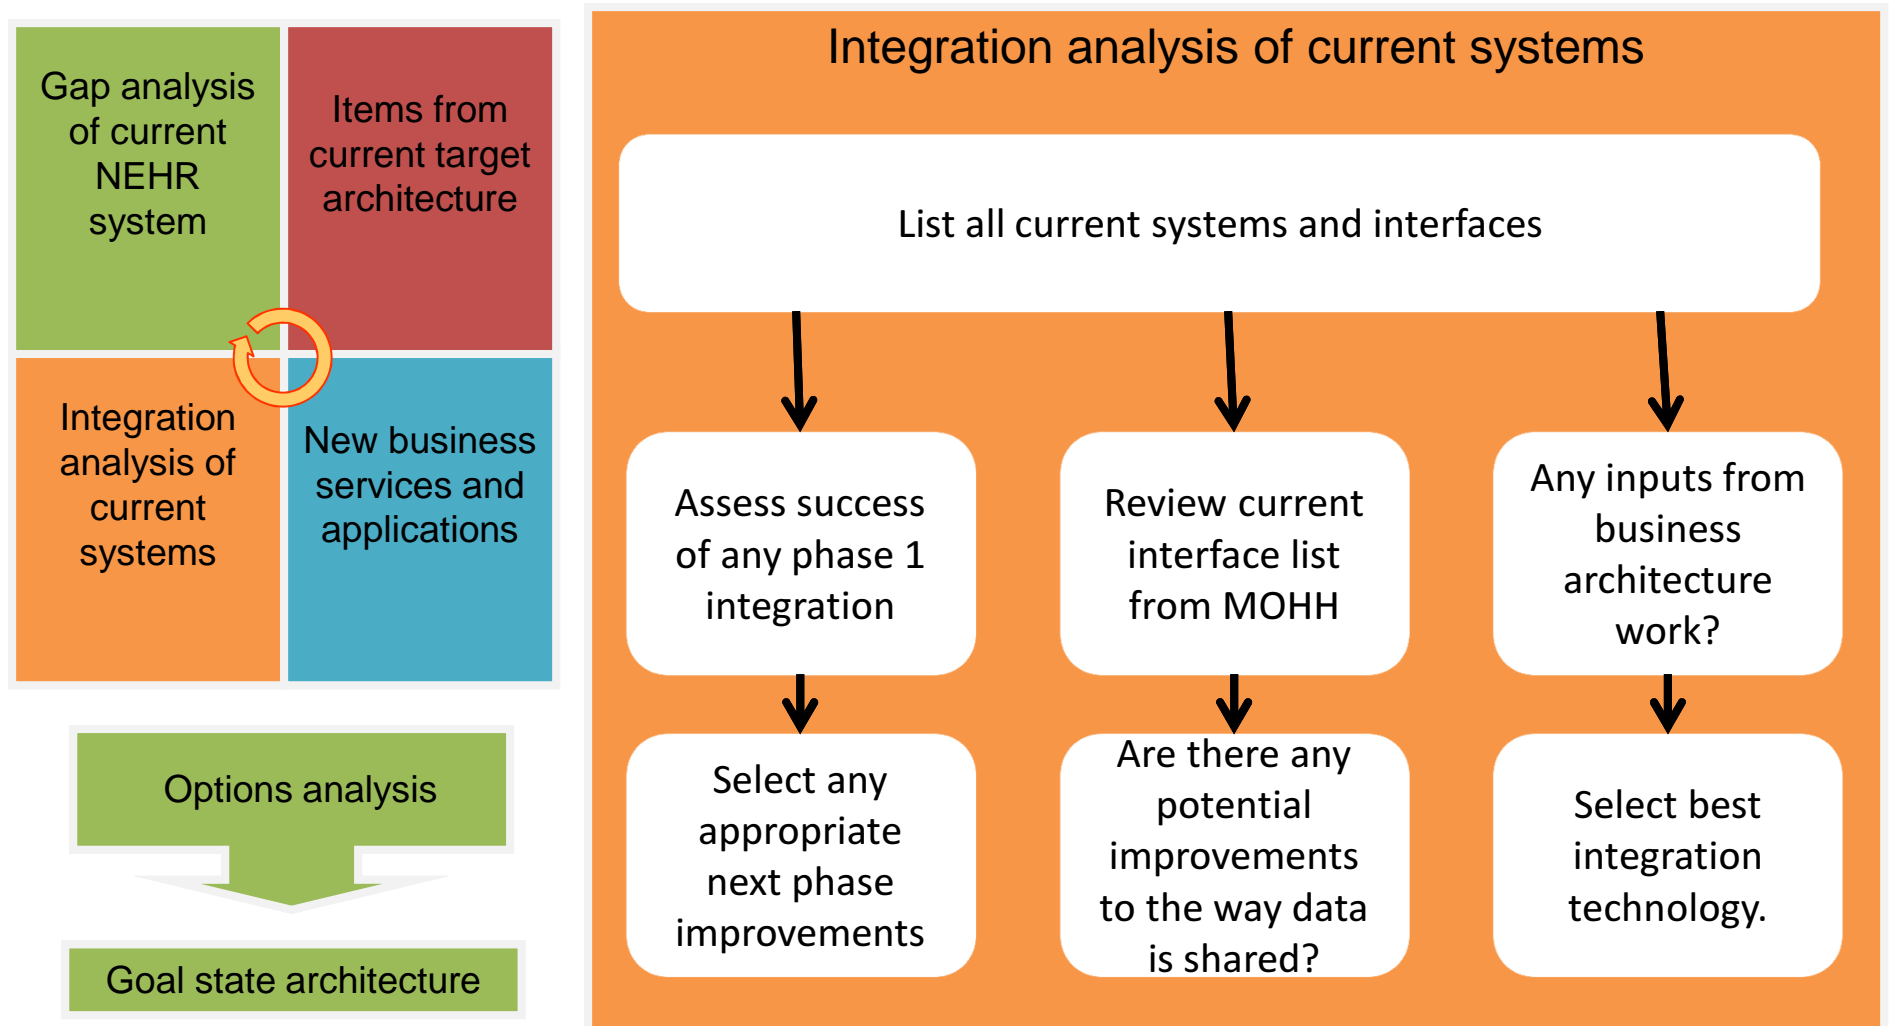 Gap analysis
of current
NEHR
system
Items from
current target
architecture
Integration
analysis of
current
systems
New business
services and
applications
Options analysis
Goal state architecture
Integration analysis of current systems
List all current systems and interfaces
Assess success
of any phase 1
integration
Review current
interface list
from MOHH
Any inputs from
business
architecture
work?
Select any
appropriate
next phase
improvements
Are there any
potential
improvements
to the way data
is shared?
Select best
integration
technology.